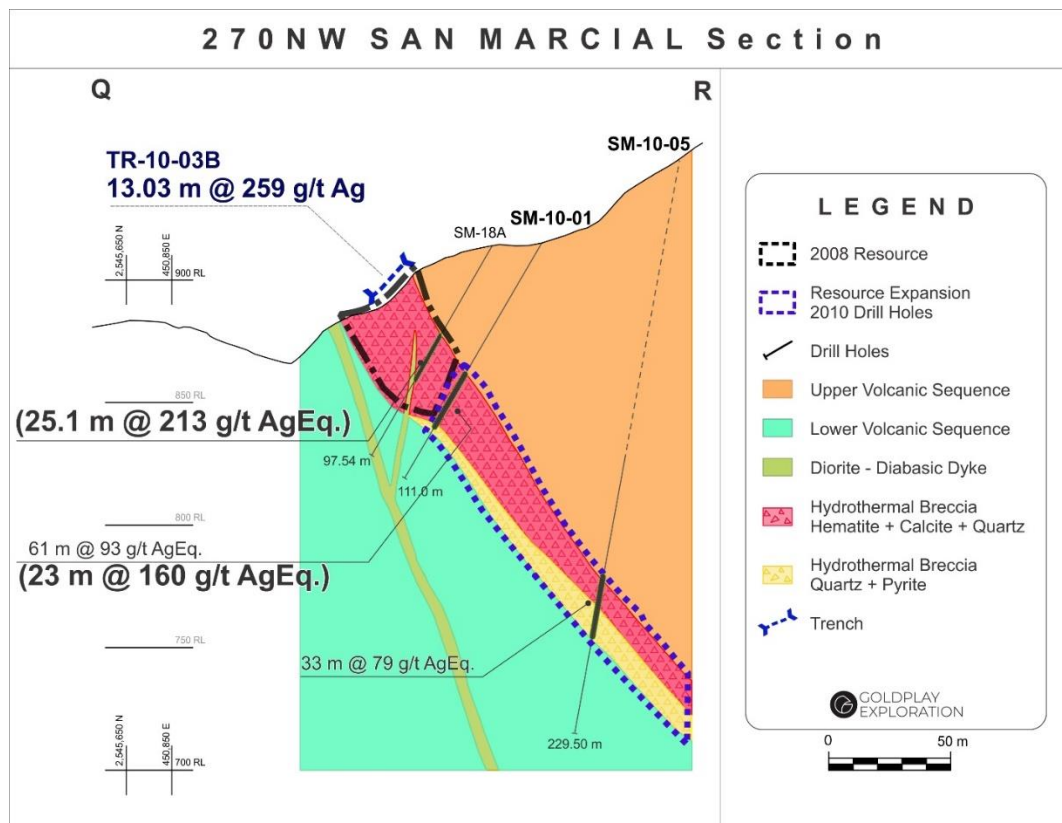 270NW SAN MARCIAL Section
Q
R
SM-10-05
TR-10-03B
13.03 m @ 259 g/t Ag
SM-10-01
SM-18A
2,545,650 N
450,850 E
900 RL
850 RL
(25.1 m @ 213 g/t AgEq.)
97.54 m
111.0 m
800 RL
61 m @ 93 g/t AgEq.
(23 m @ 160 g/t AgEq.)
750 RL
33 m @ 79 g/t AgEq.
229.50 m
2,545,650 N
450,850 E
700 RL
LEGEND
2008 Resource
Resource Expansion
2010 Drill Holes
Drill Holes
Upper Volcanic Sequence
Lower Volcanic Sequence
Diorite - Diabasic Dyke
Hydrothermal Breccia
Hematite + Calcite + Quartz
Hydrothermal Breccia
Quartz + Pyrite
Trench
GOLDPLAY
EXPLORATION
0
50 m